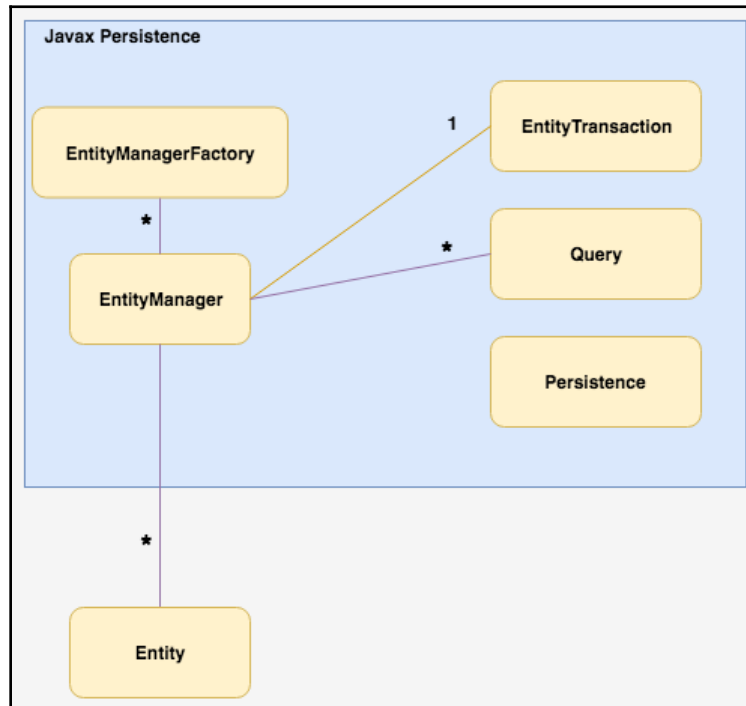 Javax Persistence
EntityManagerFactory
1
EntityTransaction
*
EntityManager
*
Query
Persistence
*
Entity